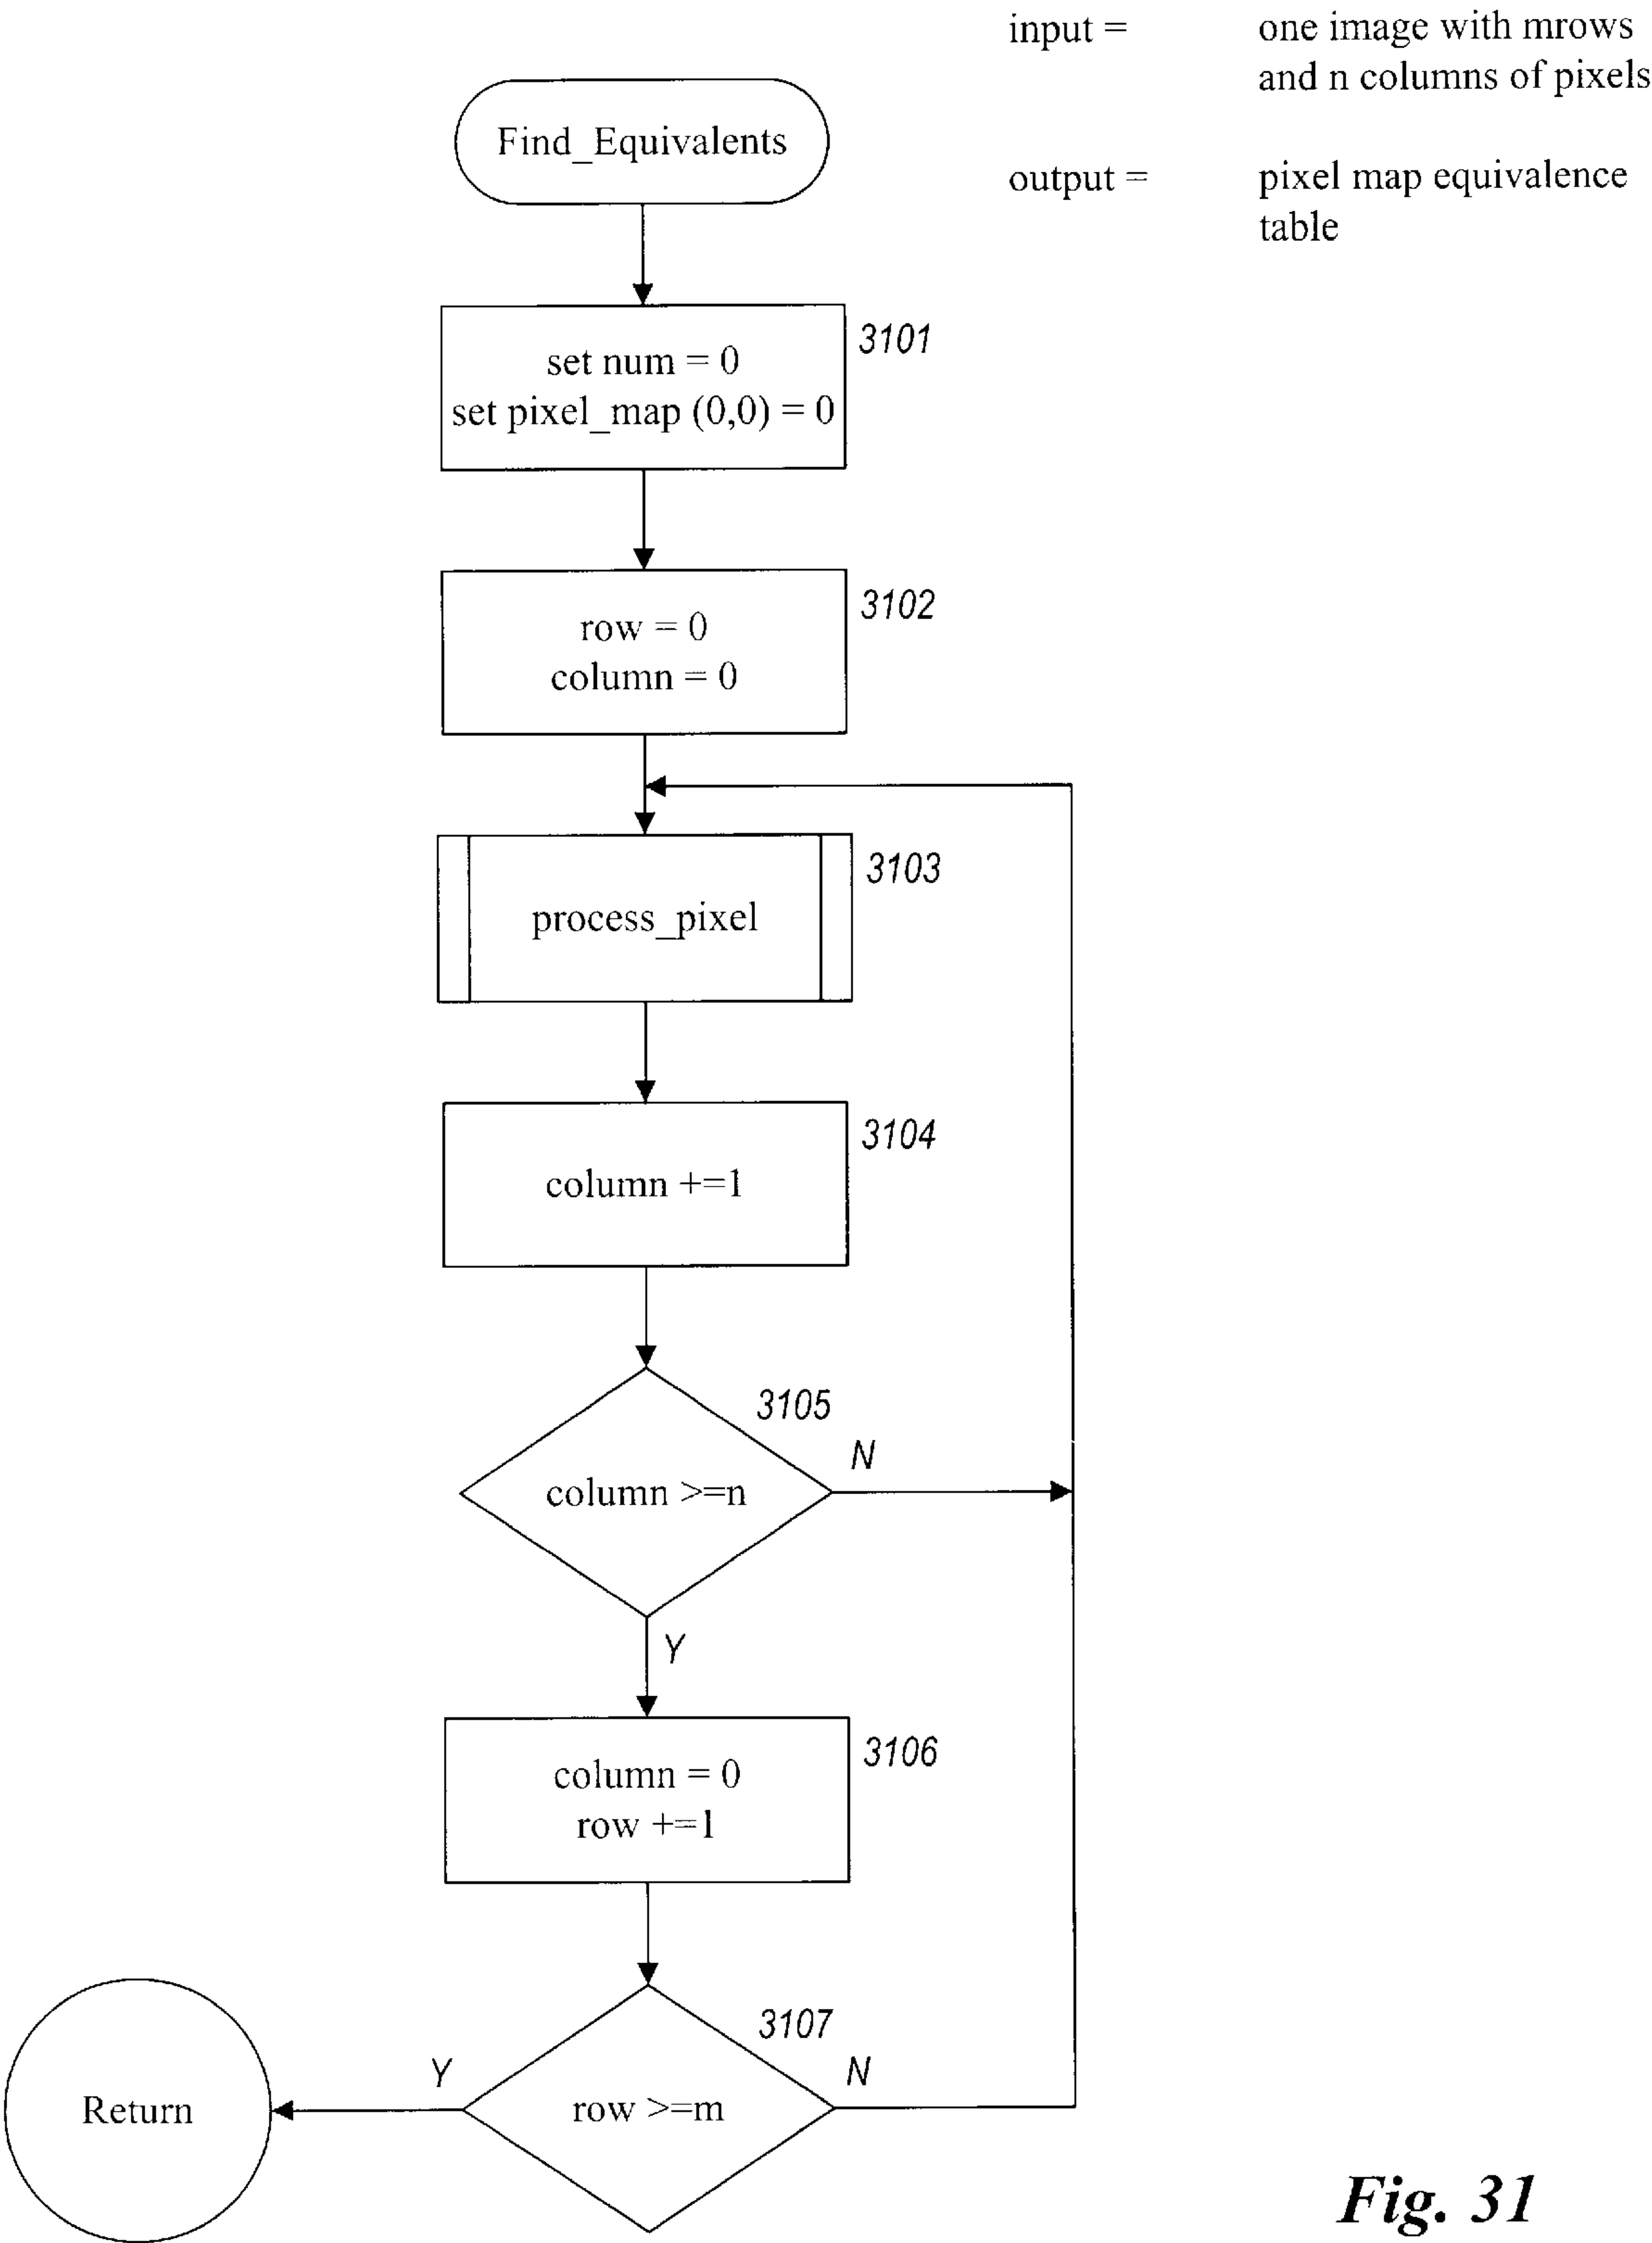 input = one image with mrows
and n columns of pixels
Find_Equivalents
output = pixel map equivalence
table
3101
set num = 0
set pixel_map (0,0) = 0
3102
row = 0
column = 0
3103
process_pixel
3104
column +=1
3105
N
column >=n
Y
3106
column = 0
row +=1
3107
Y
N
Return
row >=m
Fig. 31